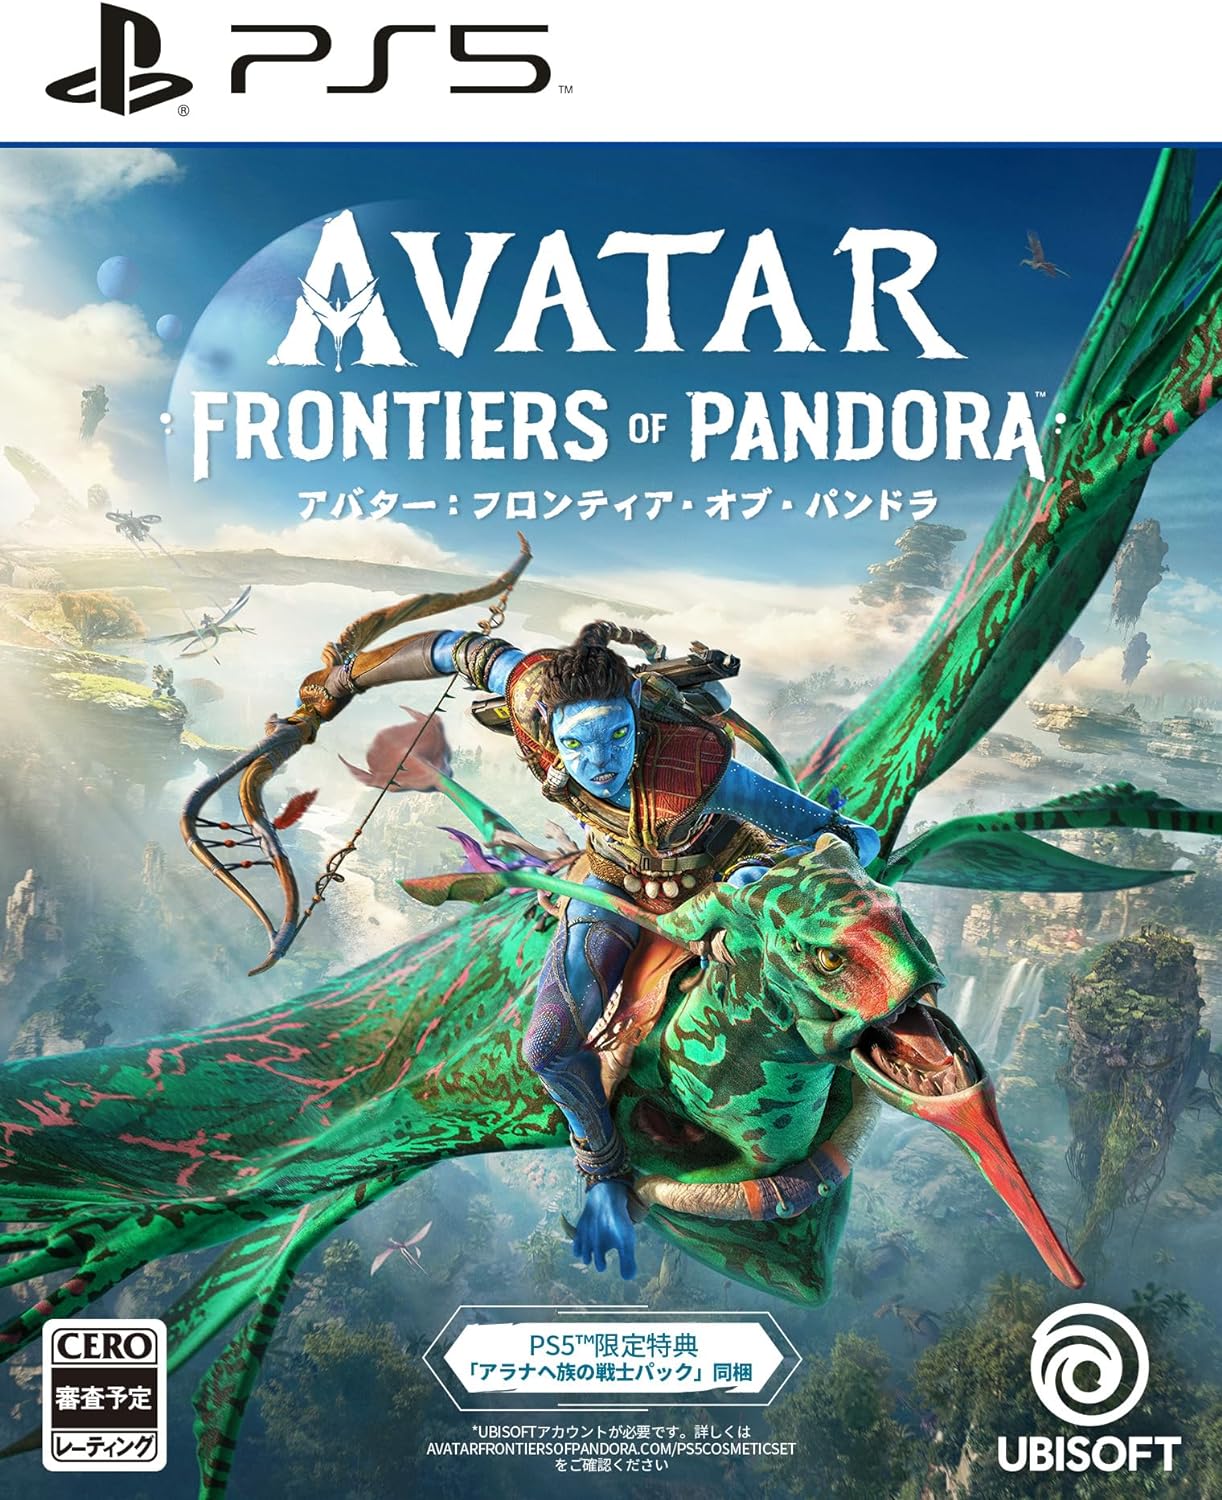 PS5™
AVATAR
: FRONTIERS OF PANDORA™ :
アバター：フロンティア・オブ・パンドラ
PS5™限定特典
「アラナヘ族の戦士パック」同梱
*UBISOFTアカウントが必要です。詳しくは
AVATARFRONTIERSOFPANDORA.COM/PS5COSMETICSET
をご確認ください
CERO
審査予定
レーティング
UBISOFT